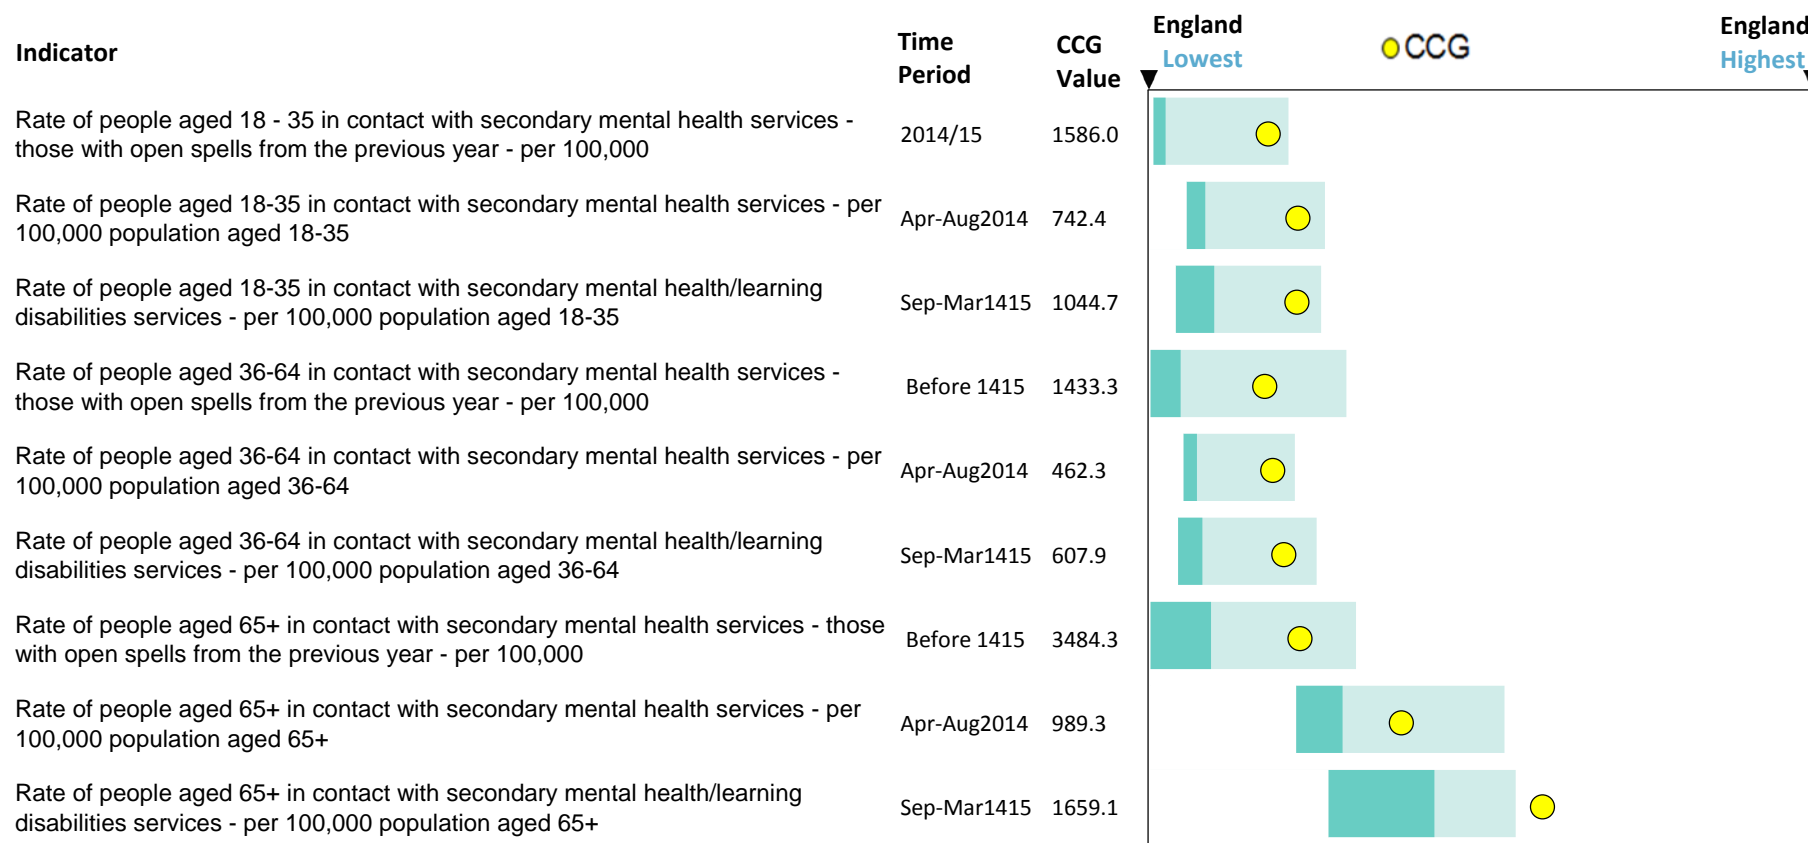 Indicator
Time Period
CCG Value
England Lowest
CCG
England Highest
Rate of people aged 18 - 35 in contact with secondary mental health services -
those with open spells from the previous year - per 100,000
2014/15 1586.0
Rate of people aged 18-35 in contact with secondary mental health services - per
100,000 population aged 18-35
Apr-Aug2014 742.4
Rate of people aged 18-35 in contact with secondary mental health/learning
disabilities services - per 100,000 population aged 18-35
Sep-Mar1415 1044.7
Rate of people aged 36-64 in contact with secondary mental health services -
those with open spells from the previous year - per 100,000
Before 1415 1433.3
Rate of people aged 36-64 in contact with secondary mental health services - per
100,000 population aged 36-64
Apr-Aug2014 462.3
Rate of people aged 36-64 in contact with secondary mental health/learning
disabilities services - per 100,000 population aged 36-64
Sep-Mar1415 607.9
Rate of people aged 65+ in contact with secondary mental health services - those
with open spells from the previous year - per 100,000
Before 1415 3484.3
Rate of people aged 65+ in contact with secondary mental health services - per
100,000 population aged 65+
Apr-Aug2014 989.3
Rate of people aged 65+ in contact with secondary mental health/learning
disabilities services - per 100,000 population aged 65+
Sep-Mar1415 1659.1